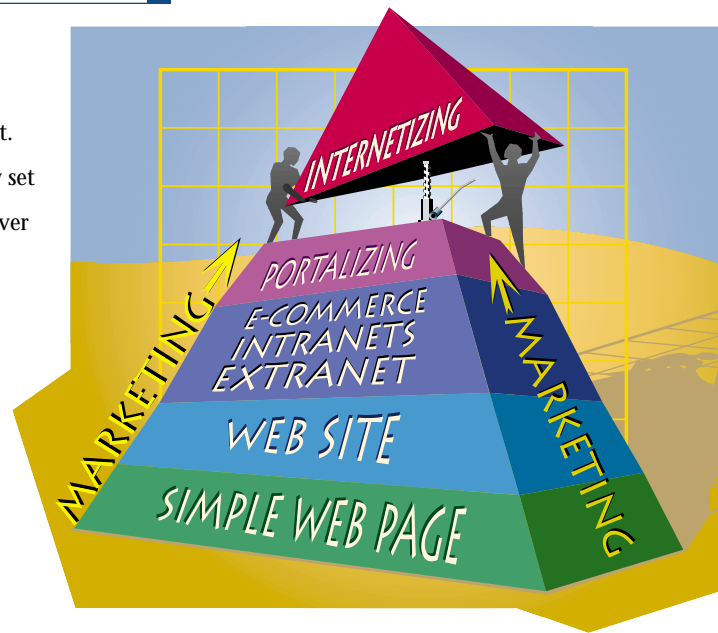 t.
set
ver
INTERNETIZING
PORTALIZING
E-COMMERCE
INTRANETS
EXTRANET
WEB SITE
SIMPLE WEB PAGE
MARKETING
MARKETING